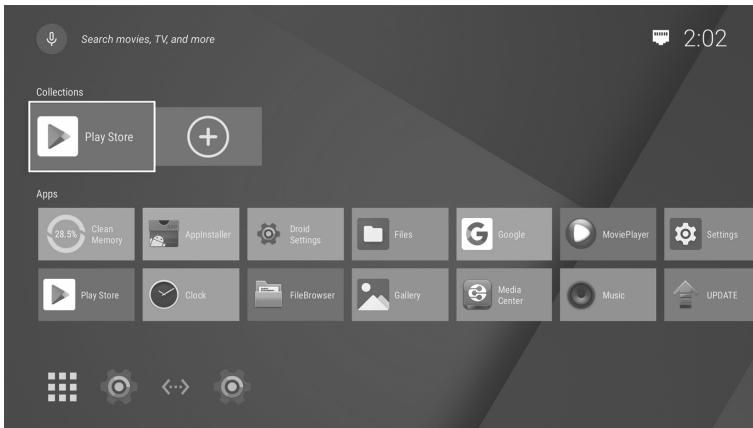 Search movies, TV, and more
2:02
Collections
Play Store
Apps
28.5%
Clean
Memory
AppInstaller
Droid
Settings
Files
G
Google
MoviePlayer
Settings
Play Store
Clock
FileBrowser
Gallery
Media
Center
Music
UPDATE